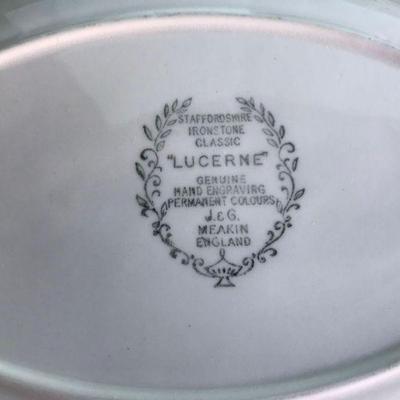 STAFFORDSHIRE
IRONSTONE
CLASSIC
"LUCERNE"
GENUINE
HAND ENGRAVING
PERMANENT COLOURS
J.&G.
MEAKIN
ENGLAND